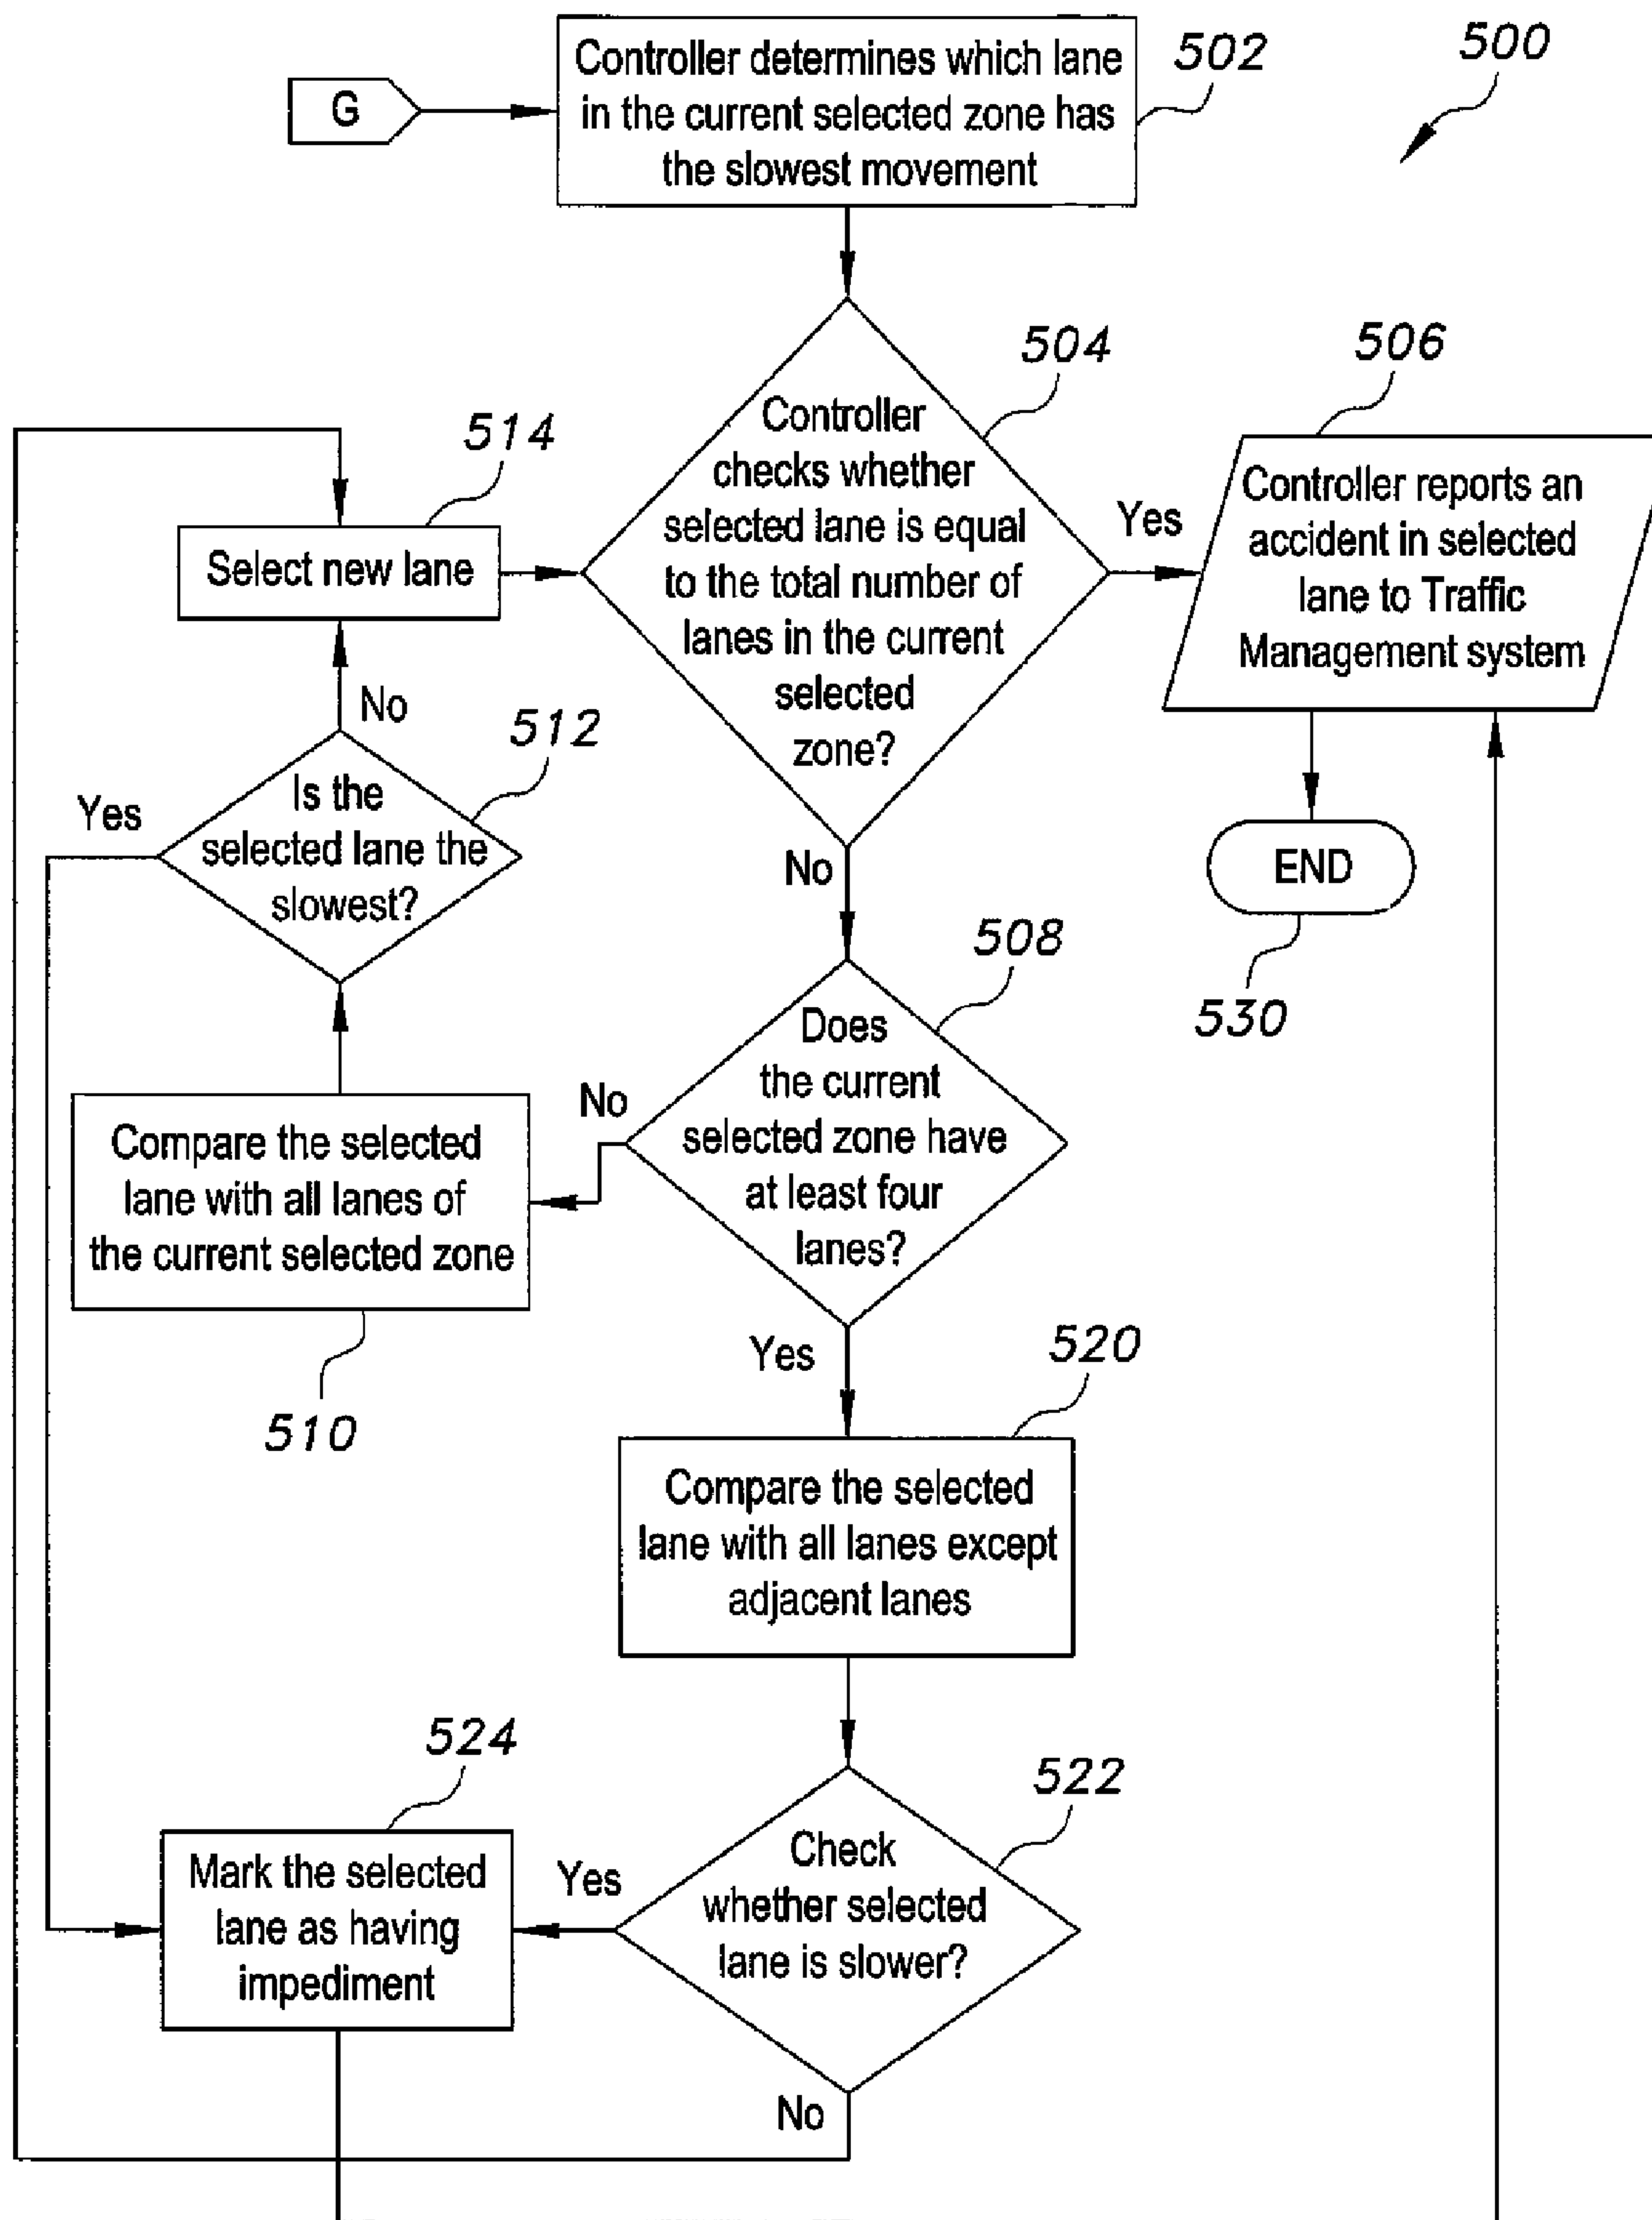 G
Controller determines which lane
in the current selected zone has
the slowest movement
502
500
504
Controller
checks whether
selected lane is equal
to the total number of
lanes in the current
selected
zone?
Yes
506
Controller reports an
accident in selected
lane to Traffic
Management system
514
Select new lane
No
512
Is the
selected lane the
slowest?
Yes
No
END
530
508
Does
the current
selected zone have
at least four
lanes?
No
Compare the selected
lane with all lanes of
the current selected zone
510
Yes
520
Compare the selected
lane with all lanes except
adjacent lanes
524
Mark the selected
lane as having
impediment
Yes
522
Check
whether selected
lane is slower?
No